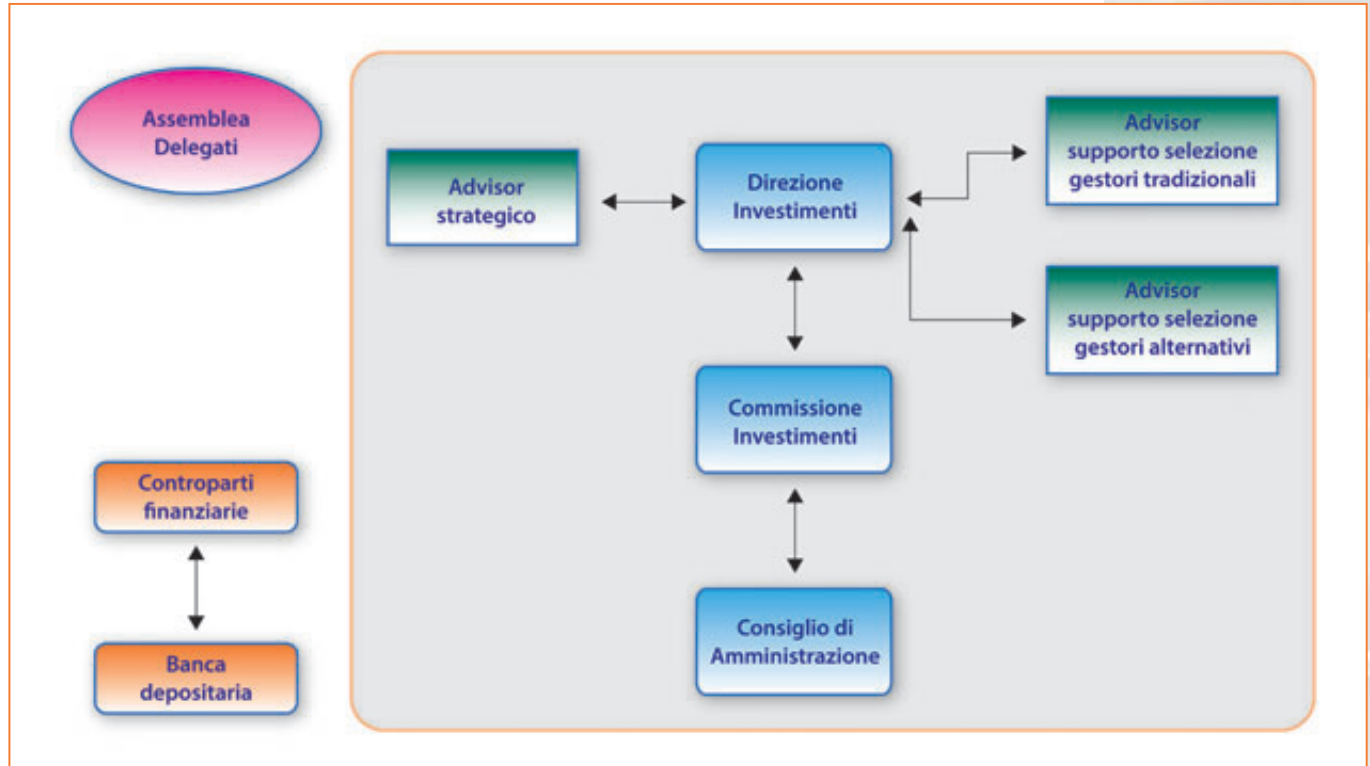 Assemblea
Delegati
Advisor
strategico
Direzione
Investimenti
Advisor
supporto selezione
gestori tradizionali
Advisor
supporto selezione
gestori alternativi
Commissione
Investimenti
Controparti
finanziarie
Consiglio di
Amministrazione
Banca
depositaria